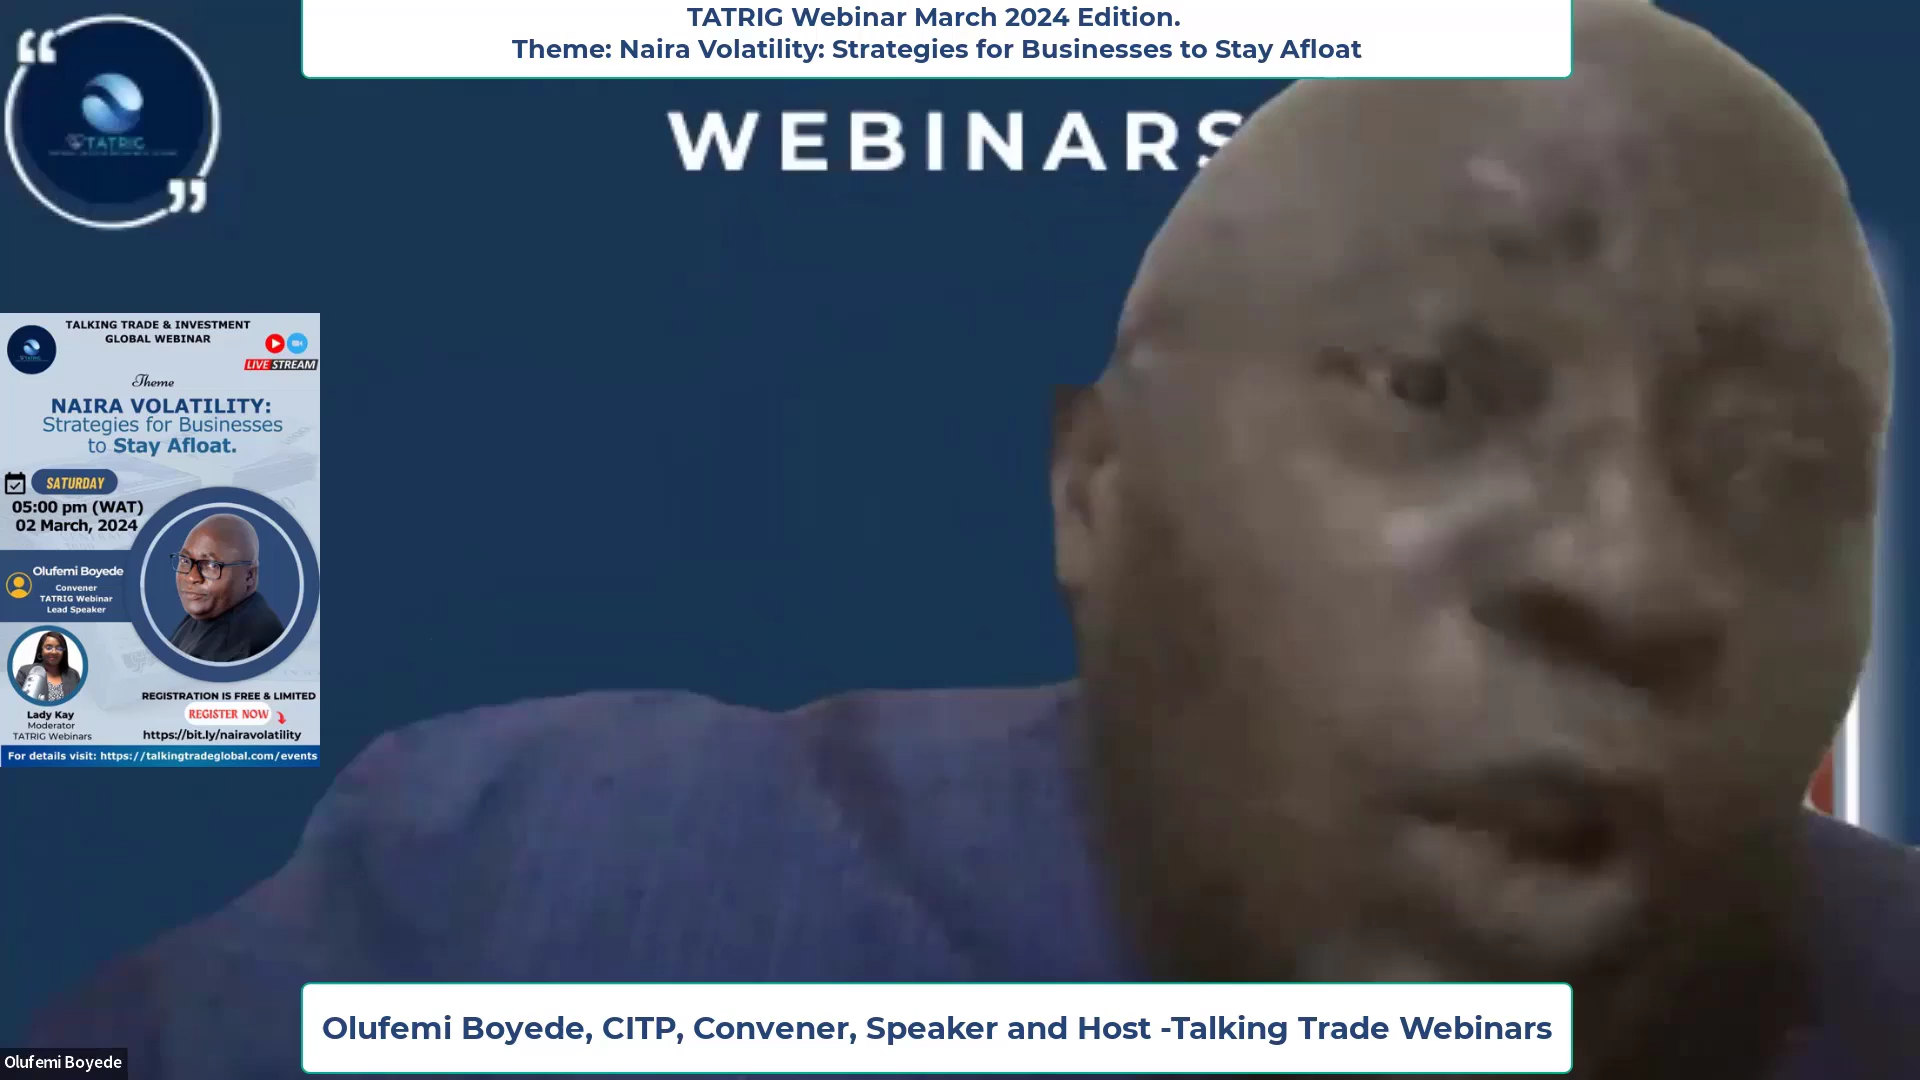 TATRIG Webinar March 2024 Edition.
Theme: Naira Volatility: Strategies for Businesses to Stay Afloat
WEBINARS
TATRIG
TALKING TRADE & INVESTMENT
GLOBAL WEBINAR
LIVE STREAM
Theme
NAIRA VOLATILITY:
Strategies for Businesses
to Stay Afloat.
SATURDAY
05:00 pm (WAT)
02 March, 2024
Olufemi Boyede
Convener
TATRIG Webinar
Lead Speaker
Lady Kay
Moderator
TATRIG Webinars
REGISTRATION IS FREE & LIMITED
REGISTER NOW
https://bit.ly/nairavolatility
For details visit: https://talkingtradeglobal.com/events
Olufemi Boyede, CITP, Convener, Speaker and Host -Talking Trade Webinars
Olufemi Boyede